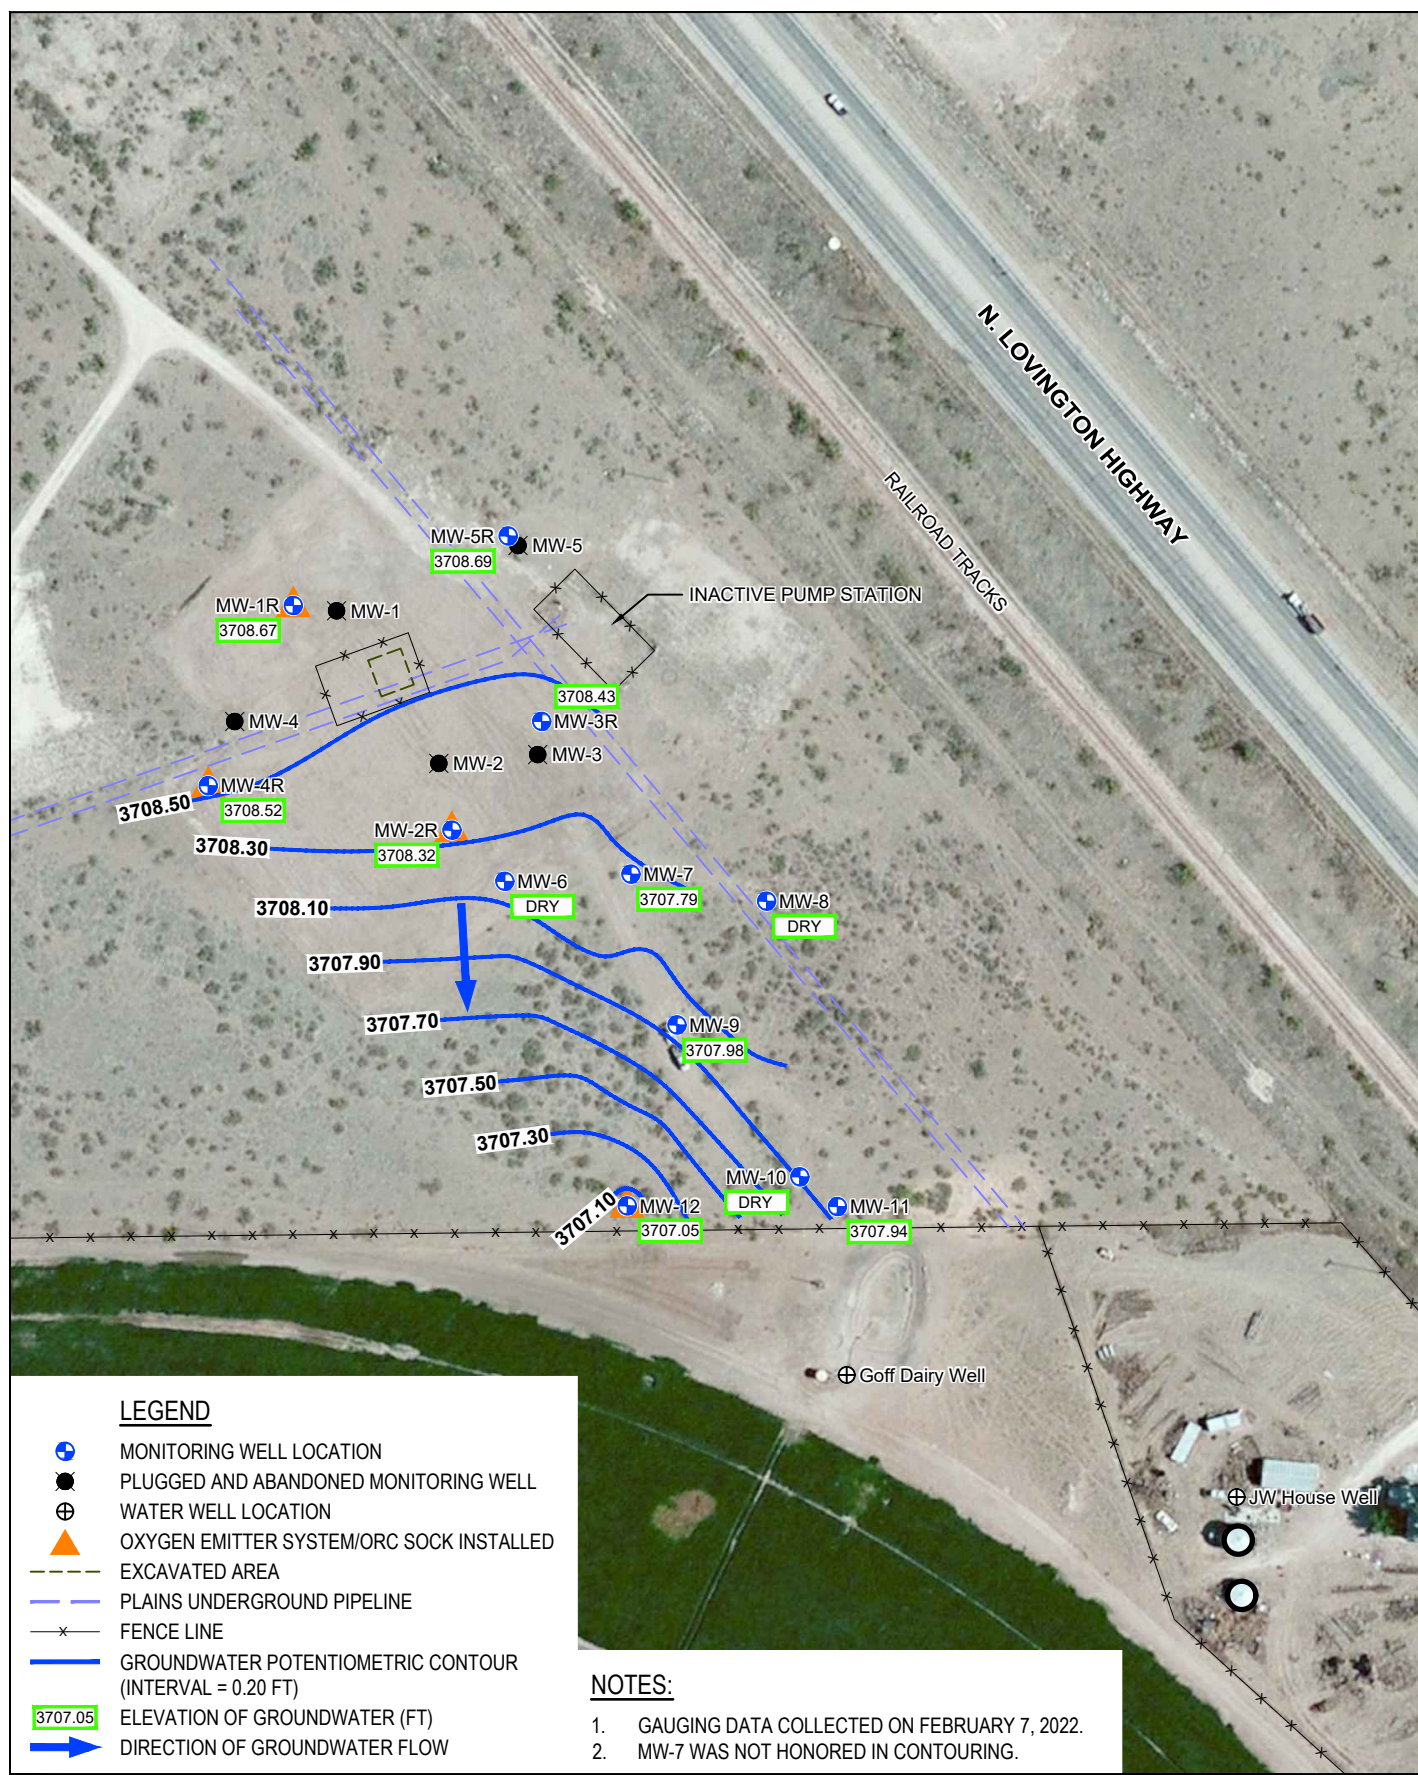 N. LOVINGTON HIGHWAY
RAILROAD TRACKS
MW-5R
3708.69
MW-5
INACTIVE PUMP STATION
MW-1R
3708.67
MW-1
3708.43
MW-4
MW-3R
MW-3
MW-2
MW-4R
3708.52
3708.50
MW-2R
3708.32
3708.30
MW-6
DRY
MW-7
3707.79
MW-8
DRY
3708.10
3707.90
3707.70
MW-9
3707.98
3707.50
3707.30
3707.10
MW-12
3707.05
MW-10
DRY
MW-11
3707.94
Goff Dairy Well
JW House Well
LEGEND
MONITORING WELL LOCATION
PLUGGED AND ABANDONED MONITORING WELL
WATER WELL LOCATION
OXYGEN EMITTER SYSTEM/ORC SOCK INSTALLED
EXCAVATED AREA
PLAINS UNDERGROUND PIPELINE
x FENCE LINE
GROUNDWATER POTENTIOMETRIC CONTOUR
(INTERVAL = 0.20 FT)
3707.05 ELEVATION OF GROUNDWATER (FT)
DIRECTION OF GROUNDWATER FLOW
NOTES:
1. GAUGING DATA COLLECTED ON FEBRUARY 7, 2022.
2. MW-7 WAS NOT HONORED IN CONTOURING.